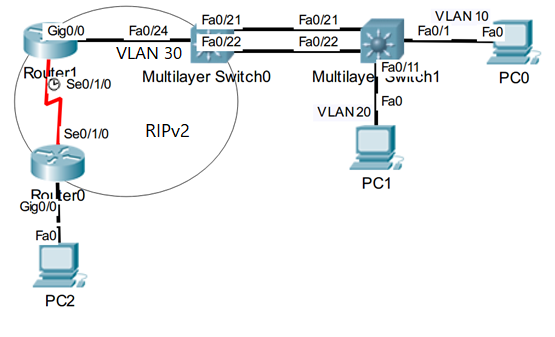 Gig0/0
Fa0/24
Fa0/21
Fa0/21
VLAN 10
Fa0/1
Fa0
VLAN 30
Fa0/22
Fa0/22
Router1
Multilayer Switch0
Multilayer Switch1
PC0
Se0/1/0
Fa0/11
Fa0
VLAN 20
RIPv2
Se0/1/0
PC1
Router0
Gig0/0
Fa0
PC2